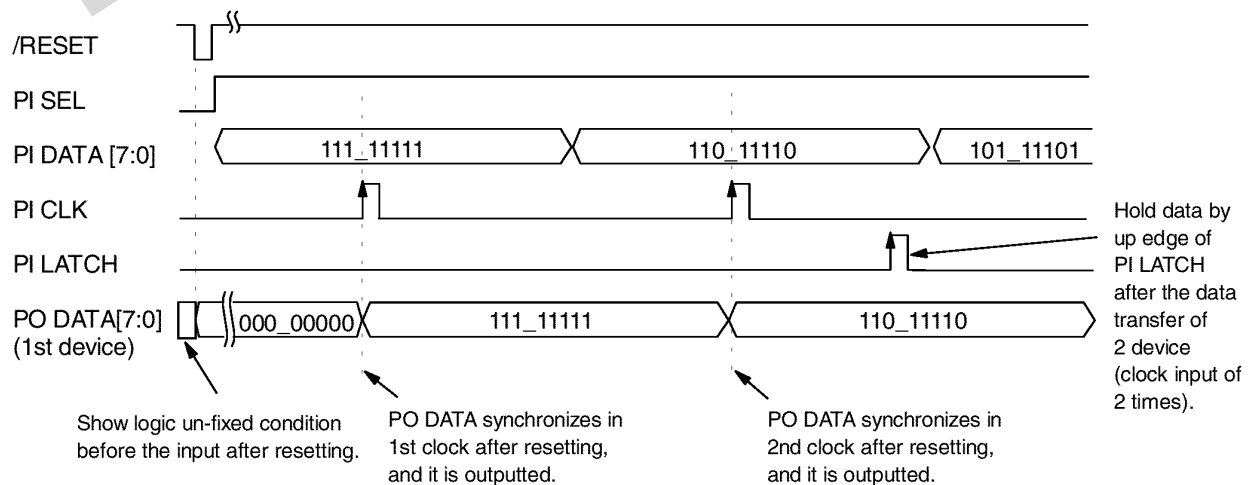 /RESET
PI SEL
PI DATA [7:0]
111_11111
110_11110
101_11101
PI CLK
PI LATCH
Hold data by
up edge of
PI LATCH
after the data
transfer of
2 device
(clock input of
2 times).
PO DATA[7:0]
(1st device)
000_00000
111_11111
110_11110
Show logic un-fixed condition
before the input after resetting.
PO DATA synchronizes in
1st clock after resetting,
and it is outputted.
PO DATA synchronizes in
2nd clock after resetting,
and it is outputted.